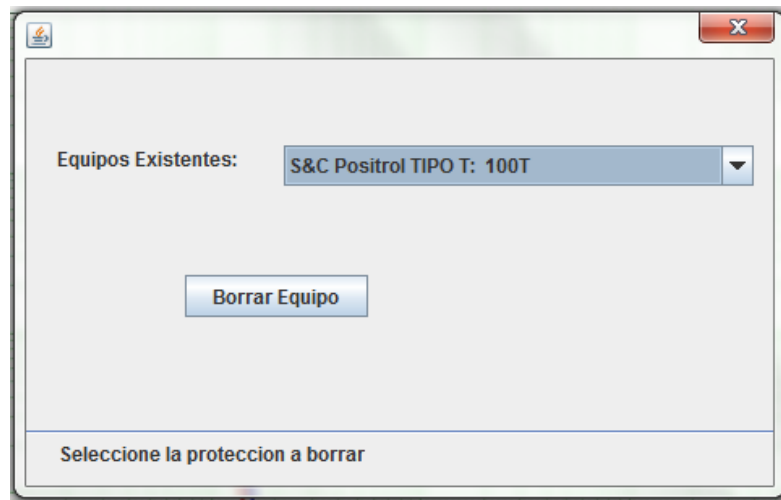 Equipos Existentes: S&C Positrol TIPO T: 100T
Borrar Equipo
Seleccione la proteccion a borrar